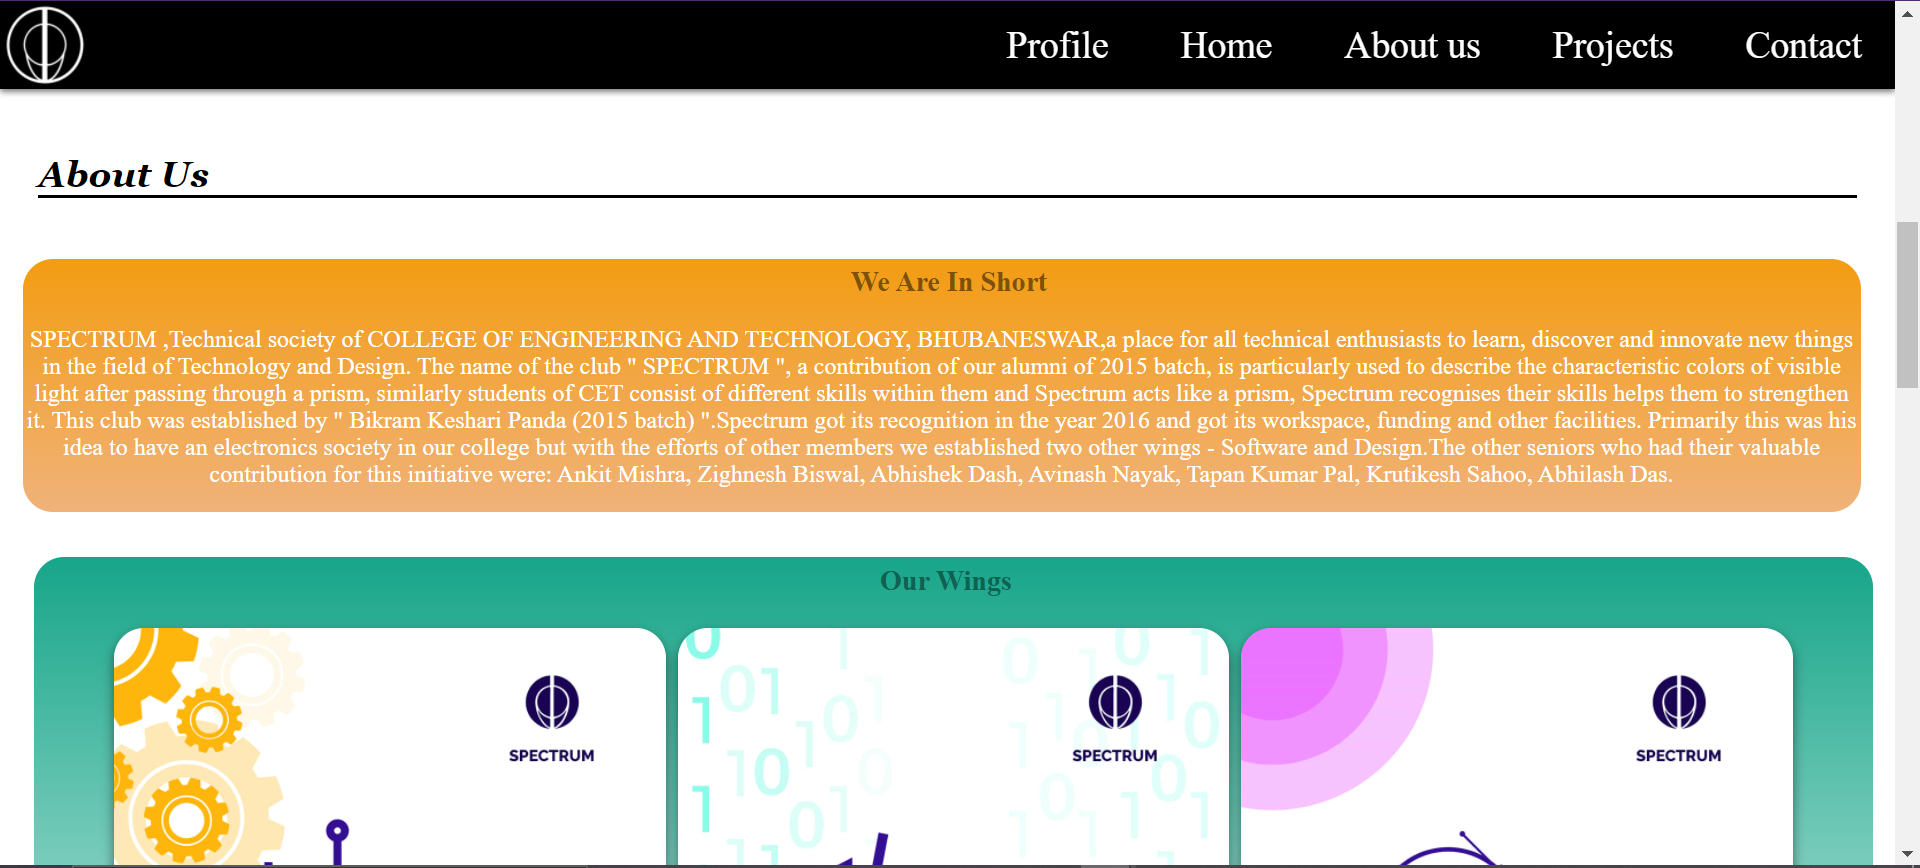 Profile Home About us Projects Contact
About Us
We Are In Short
SPECTRUM ,Technical society of COLLEGE OF ENGINEERING AND TECHNOLOGY, BHUBANESWAR,a place for all technical enthusiasts to learn, discover and innovate new things
in the field of Technology and Design. The name of the club " SPECTRUM ", a contribution of our alumni of 2015 batch, is particularly used to describe the characteristic colors of visible
light after passing through a prism, similarly students of CET consist of different skills within them and Spectrum acts like a prism, Spectrum recognises their skills helps them to strengthen
it. This club was established by " Bikram Keshari Panda (2015 batch) ".Spectrum got its recognition in the year 2016 and got its workspace, funding and other facilities. Primarily this was his
idea to have an electronics society in our college but with the efforts of other members we established two other wings - Software and Design.The other seniors who had their valuable
contribution for this initiative were: Ankit Mishra, Zighnesh Biswal, Abhishek Dash, Avinash Nayak, Tapan Kumar Pal, Krutikesh Sahoo, Abhilash Das.
Our Wings
SPECTRUM
SPECTRUM
SPECTRUM